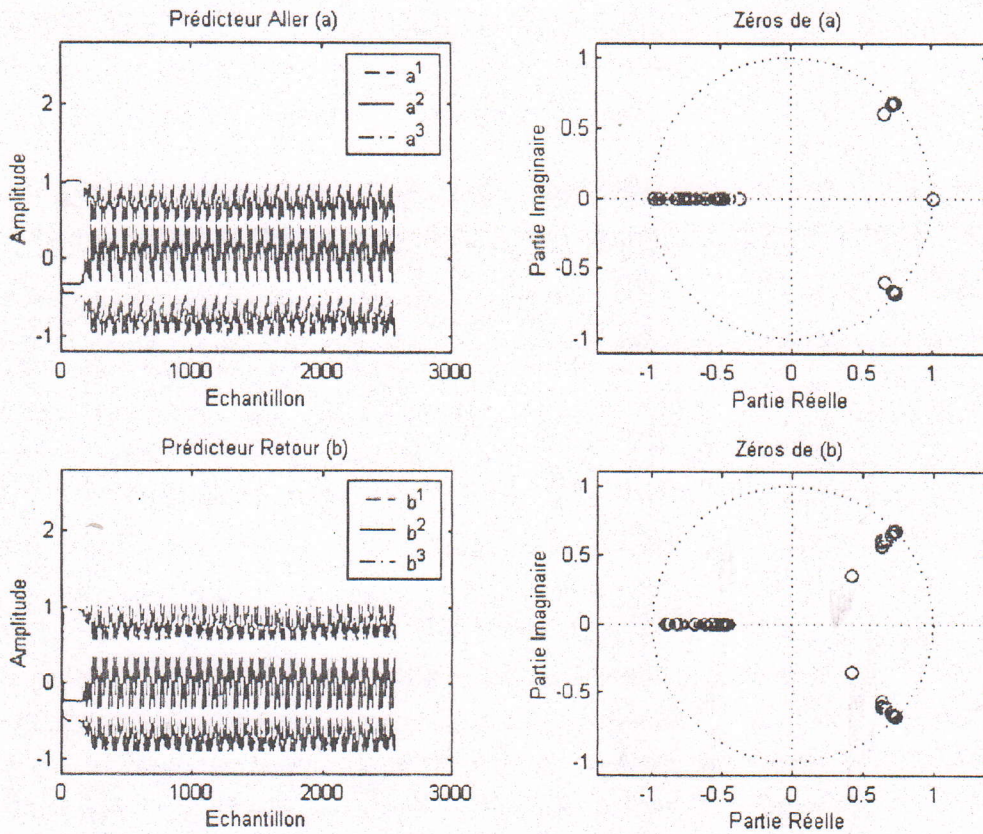 Prédicteur Aller (a)
Amplitude
2
1
0
-1
a1
a2
a3
0
1000
2000
3000
Echantillon
Zéros de (a)
Partie Imaginaire
1
0.5
0
-0.5
-1
-1
-0.5
0
0.5
1
Partie Réelle
Prédicteur Retour (b)
Amplitude
2
1
0
-1
b1
b2
b3
0
1000
2000
3000
Echantillon
Zéros de (b)
Partie Imaginaire
1
0.5
0
-0.5
-1
-1
-0.5
0
0.5
1
Partie Réelle